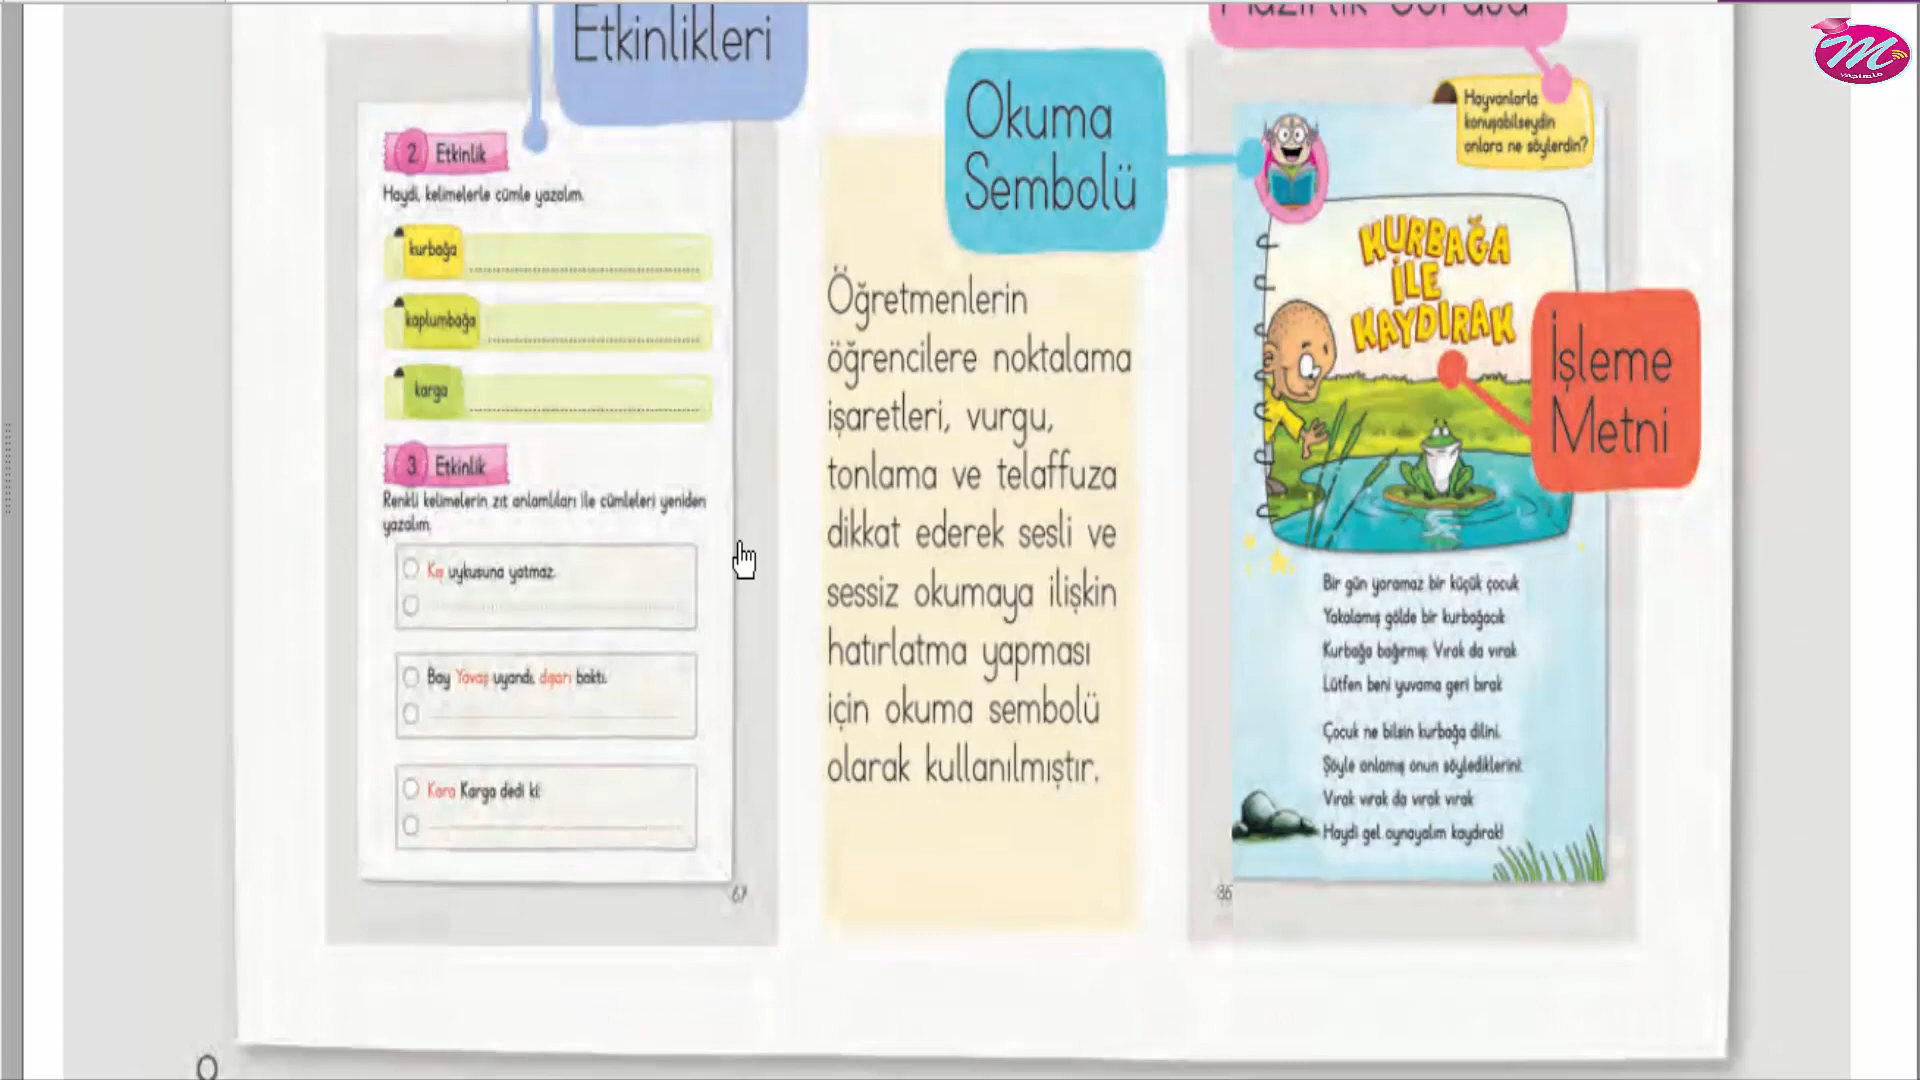 Etkinlikleri
2. Etkinlik
Haydi, kelimelerle cümle yazalım.
kurbağa
kaplumbağa
karga
3. Etkinlik
Renkli kelimelerin zıt anlamlıları ile cümleleri yeniden
yazalım.
Kış uykusuna yatmaz.
Bay Yavaş uyandı, dışarı baktı.
Kara Karga dedi ki:
67
Okuma
Sembolü
Öğretmenlerin
öğrencilere noktalama
işaretleri, vurgu,
tonlama ve telaffuza
dikkat ederek sesli ve
sessiz okumaya ilişkin
hatırlatma yapması
için okuma sembolü
olarak kullanılmıştır.
Hazırlık Sorusu
Hayvanlarla
konuşabilseydin
onlara ne söylerdin?
KURBAĞA
İLE
KAYDIRAK
İşleme
Metni
Bir gün yaramaz bir küçük çocuk
Yakalamış gölde bir kurbağacık
Kurbağa bağırmış: Vırak da vırak
Lütfen beni yuvama geri bırak
Çocuk ne bilsin kurbağa dilini,
Şöyle anlamış onun söylediklerini:
Vırak vırak da vırak vırak
Haydi gel oynayalım kaydırak!
86